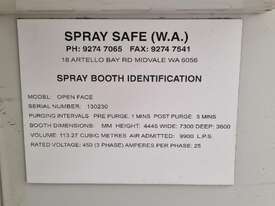 SPRAY SAFE (W.A.)
PH: 9274 7065 FAX: 9274 7541
18 ARTELLO BAY RD MIDVALE WA 6056
SPRAY BOOTH IDENTIFICATION
MODEL: OPEN FACE
SERIAL NUMBER: 130230
PURGING INTERVALS PRE PURGE: 1 MINS POST PURGE: 3 MINS
BOOTH DIMENSIONS: MM HEIGHT: 4445 WIDE: 7300 DEEP: 3600
VOLUME: 113.27 CUBIC METRES AIR ADMITTED: 9900 L.P.S
RATED VOLTAGE: 450 (3 PHASE) AMPERES PER PHASE: 25